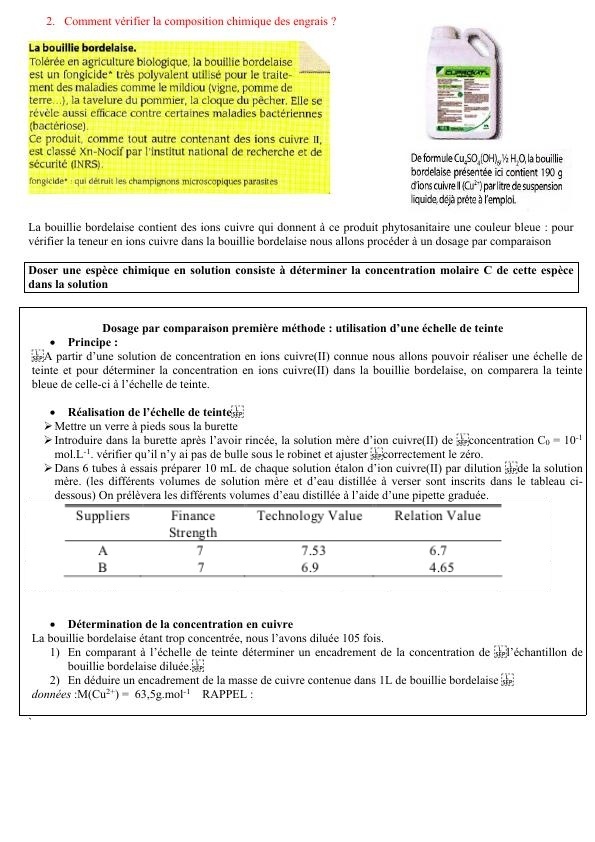 2. Comment vérifier la composition chimique des engrais ?
La bouillie bordelaise.
Tolérée en agriculture biologique, la bouillie bordelaise
est un fongicide* très polyvalent utilisé pour le traite-
ment des maladies comme le mildiou (vigne, pomme de
terre...), la tavelure du pommier, la cloque du pêcher. Elle se
révèle aussi efficace contre certaines maladies bactériennes
(bactériose).
Ce produit, comme tout autre contenant des ions cuivre II,
est classé Xn-Nocif par l'institut national de recherche et de
sécurité (INRS).
fongicide* : qui détruit les champignons microscopiques parasites
De formule Cu4SO4(OH)6, ½ H2O, la bouillie
bordelaise présentée ici contient 190 g
d'ions cuivre II (Cu2+) par litre de suspension
liquide, déjà prête à l'emploi.
La bouillie bordelaise contient des ions cuivre qui donnent à ce produit phytosanitaire une couleur bleue : pour
vérifier la teneur en ions cuivre dans la bouillie bordelaise nous allons procéder à un dosage par comparaison
Doser une espèce chimique en solution consiste à déterminer la concentration molaire C de cette espèce
dans la solution
Dosage par comparaison première méthode : utilisation d'une échelle de teinte
• Principe :
A partir d'une solution de concentration en ions cuivre(II) connue nous allons pouvoir réaliser une échelle de
teinte et pour déterminer la concentration en ions cuivre(II) dans la bouillie bordelaise, on comparera la teinte
bleue de celle-ci à l'échelle de teinte.
• Réalisation de l'échelle de teinte
➢ Mettre un verre à pieds sous la burette
➢ Introduire dans la burette après l'avoir rincée, la solution mère d'ion cuivre(II) de concentration C0 = 10-1
mol.L-1. vérifier qu'il n'y ai pas de bulle sous le robinet et ajuster correctement le zéro.
➢ Dans 6 tubes à essais préparer 10 mL de chaque solution étalon d'ion cuivre(II) par dilution de la solution
mère. (les différents volumes de solution mère et d'eau distillée à verser sont inscrits dans le tableau ci-
dessous) On prélèvera les différents volumes d'eau distillée à l'aide d'une pipette graduée.
Suppliers Finance Technology Value Relation Value
Strength
A 7 7.53 6.7
B 7 6.9 4.65
• Détermination de la concentration en cuivre
La bouillie bordelaise étant trop concentrée, nous l'avons diluée 105 fois.
1) En comparant à l'échelle de teinte déterminer un encadrement de la concentration de l'échantillon de
bouillie bordelaise diluée.
2) En déduire un encadrement de la masse de cuivre contenue dans 1L de bouillie bordelaise
données :M(Cu2+) = 63,5g.mol-1 RAPPEL :
`